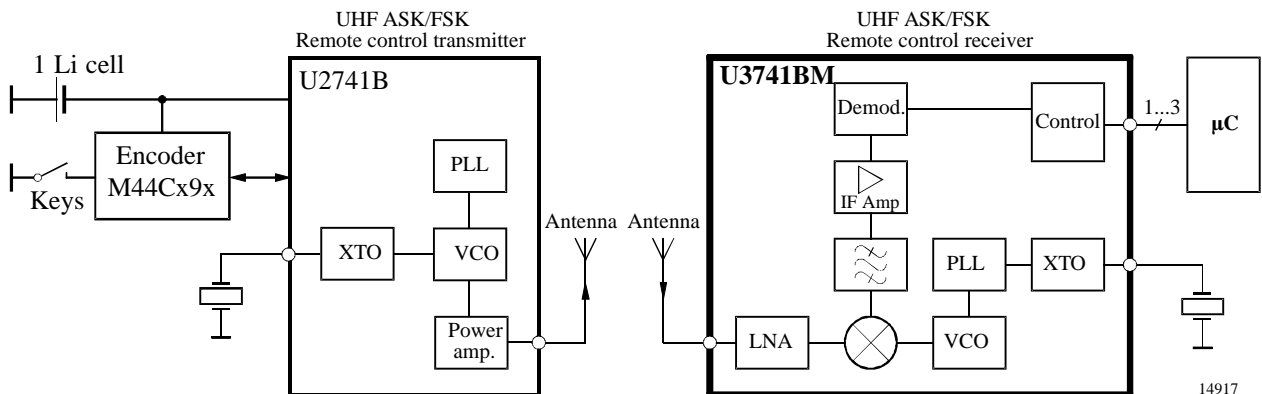 UHF ASK/FSK
Remote control transmitter
UHF ASK/FSK
Remote control receiver
1 Li cell
U2741B
U3741BM
Demod.
Control
1...3
µC
Encoder
M44Cx9x
Keys
PLL
IF Amp
Antenna
Antenna
XTO
VCO
PLL
XTO
Power
amp.
LNA
VCO
14917